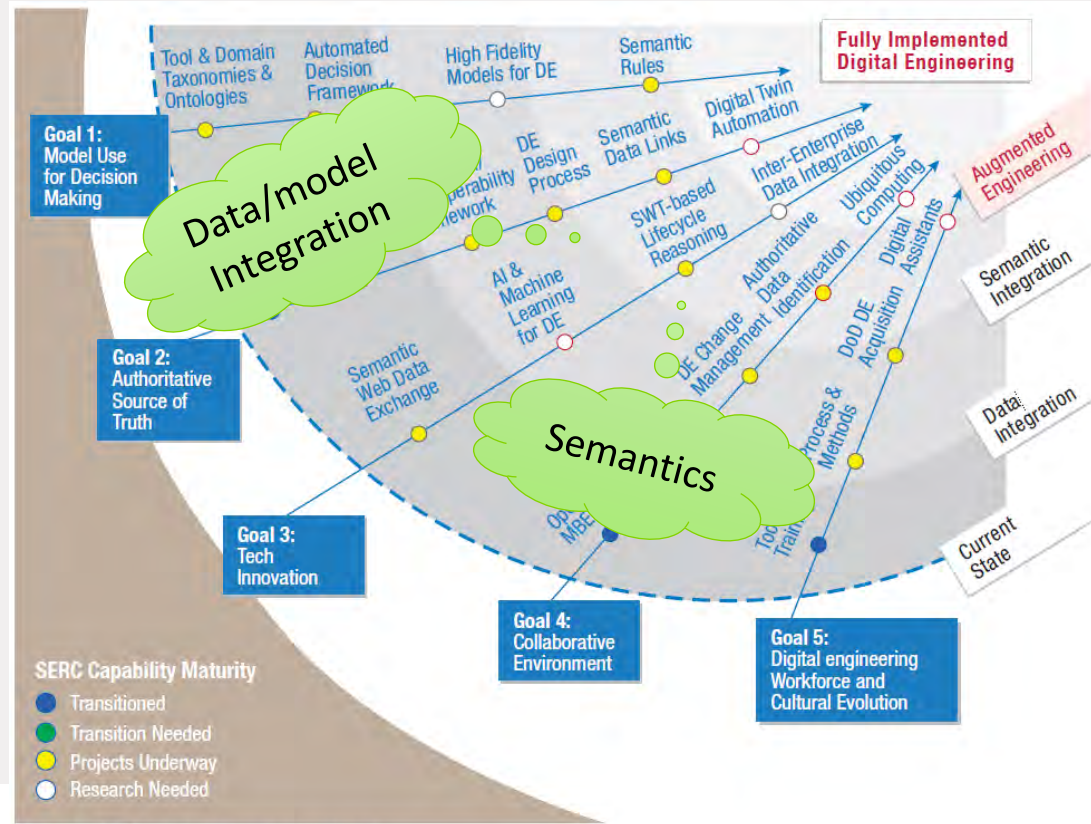 Tool & Domain
Taxonomies &
Ontologies
Automated
Decision
Framework
High Fidelity
Models for DE
Semantic
Rules
Fully Implemented
Digital Engineering
Goal 1:
Model Use
for Decision
Making
Data/model
Integration
DE
Design
Process
Semantic
Data Links
Digital Twin
Automation
Goal 2:
Authoritative
Source of
Truth
Semantic
Web Data
Exchange
AI &
Machine
Learning
for DE
SWT-based
Lifecycle
Reasoning
Inter-Enterprise
Data Integration
Goal 3:
Tech
Innovation
Semantics
MBE
DE Change
Management
Authoritative
Data
Identification
Ubiquitous
Computing
Goal 4:
Collaborative
Environment
Process &
Methods
DoD DE
Acquisition
Digital
Assistants
Goal 5:
Digital engineering
Workforce and
Cultural Evolution
Augmented
Engineering
Semantic
Integration
Data
Integration
Current
State
SERC Capability Maturity
Transitioned
Transition Needed
Projects Underway
Research Needed